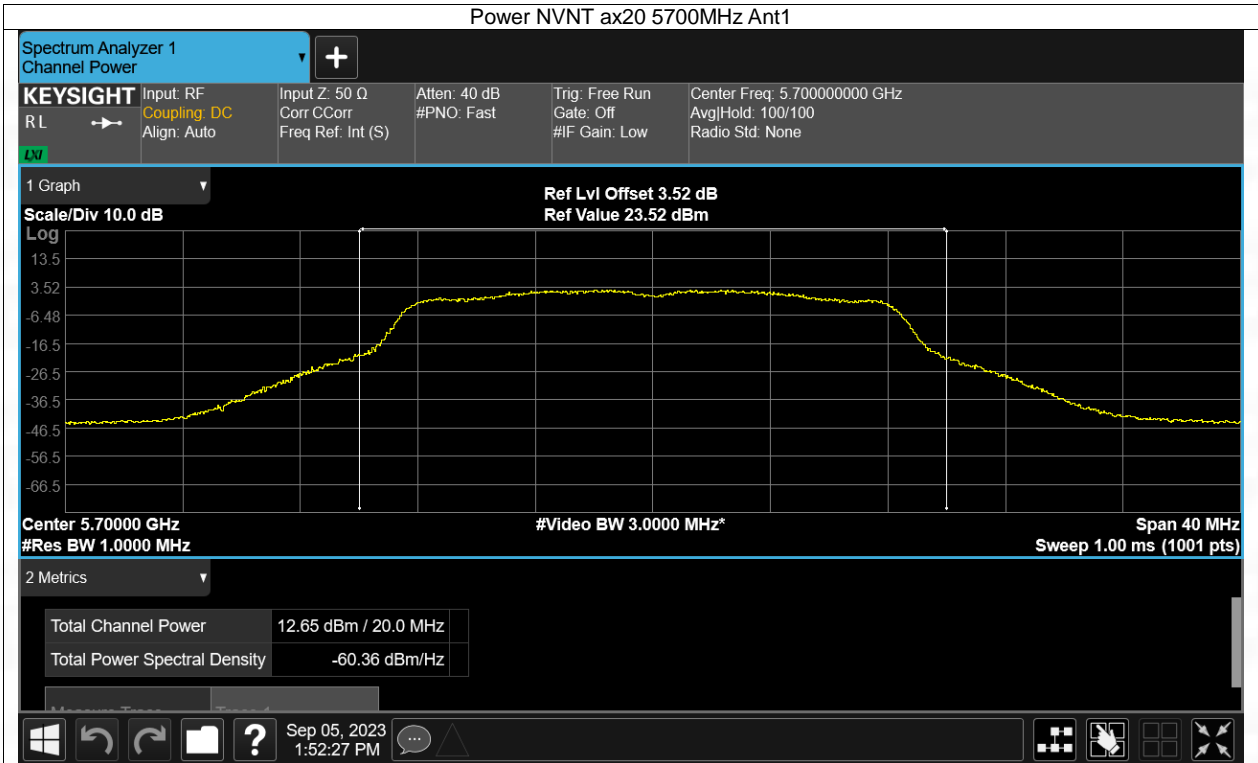 Power NVNT ax20 5700MHz Ant1
Spectrum Analyzer 1
Channel Power
KEYSIGHT
R L
LXI
Input: RF
Coupling: DC
Align: Auto
Input Z: 50 Ω
Corr CCorr
Freq Ref: Int (S)
Atten: 40 dB
#PNO: Fast
Trig: Free Run
Gate: Off
#IF Gain: Low
Center Freq: 5.700000000 GHz
Avg|Hold: 100/100
Radio Std: None
1 Graph
Scale/Div 10.0 dB
Ref Lvl Offset 3.52 dB
Ref Value 23.52 dBm
Log
13.5
3.52
-6.48
-16.5
-26.5
-36.5
-46.5
-56.5
-66.5
Center 5.70000 GHz
#Res BW 1.0000 MHz
#Video BW 3.0000 MHz*
Span 40 MHz
Sweep 1.00 ms (1001 pts)
2 Metrics
Total Channel Power 12.65 dBm / 20.0 MHz
Total Power Spectral Density -60.36 dBm/Hz
?
Sep 05, 2023
1:52:27 PM